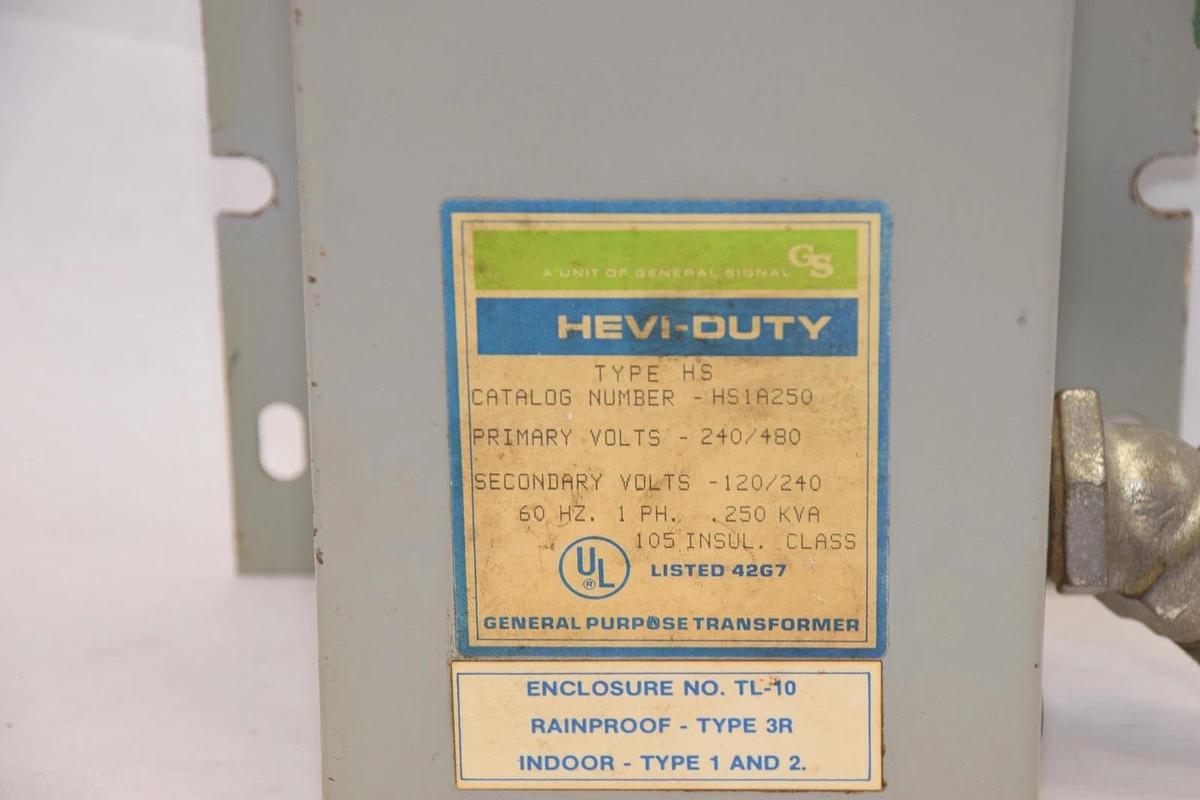 GS
A UNIT OF GENERAL SIGNAL
HEVI-DUTY
TYPE HS
CATALOG NUMBER - HS1A250
PRIMARY VOLTS - 240/480
SECONDARY VOLTS -120/240
60 HZ. 1 PH. .250 KVA
105 INSUL. CLASS
UL ® LISTED 42G7
GENERAL PURPOSE TRANSFORMER
ENCLOSURE NO. TL-10
RAINPROOF - TYPE 3R
INDOOR - TYPE 1 AND 2.